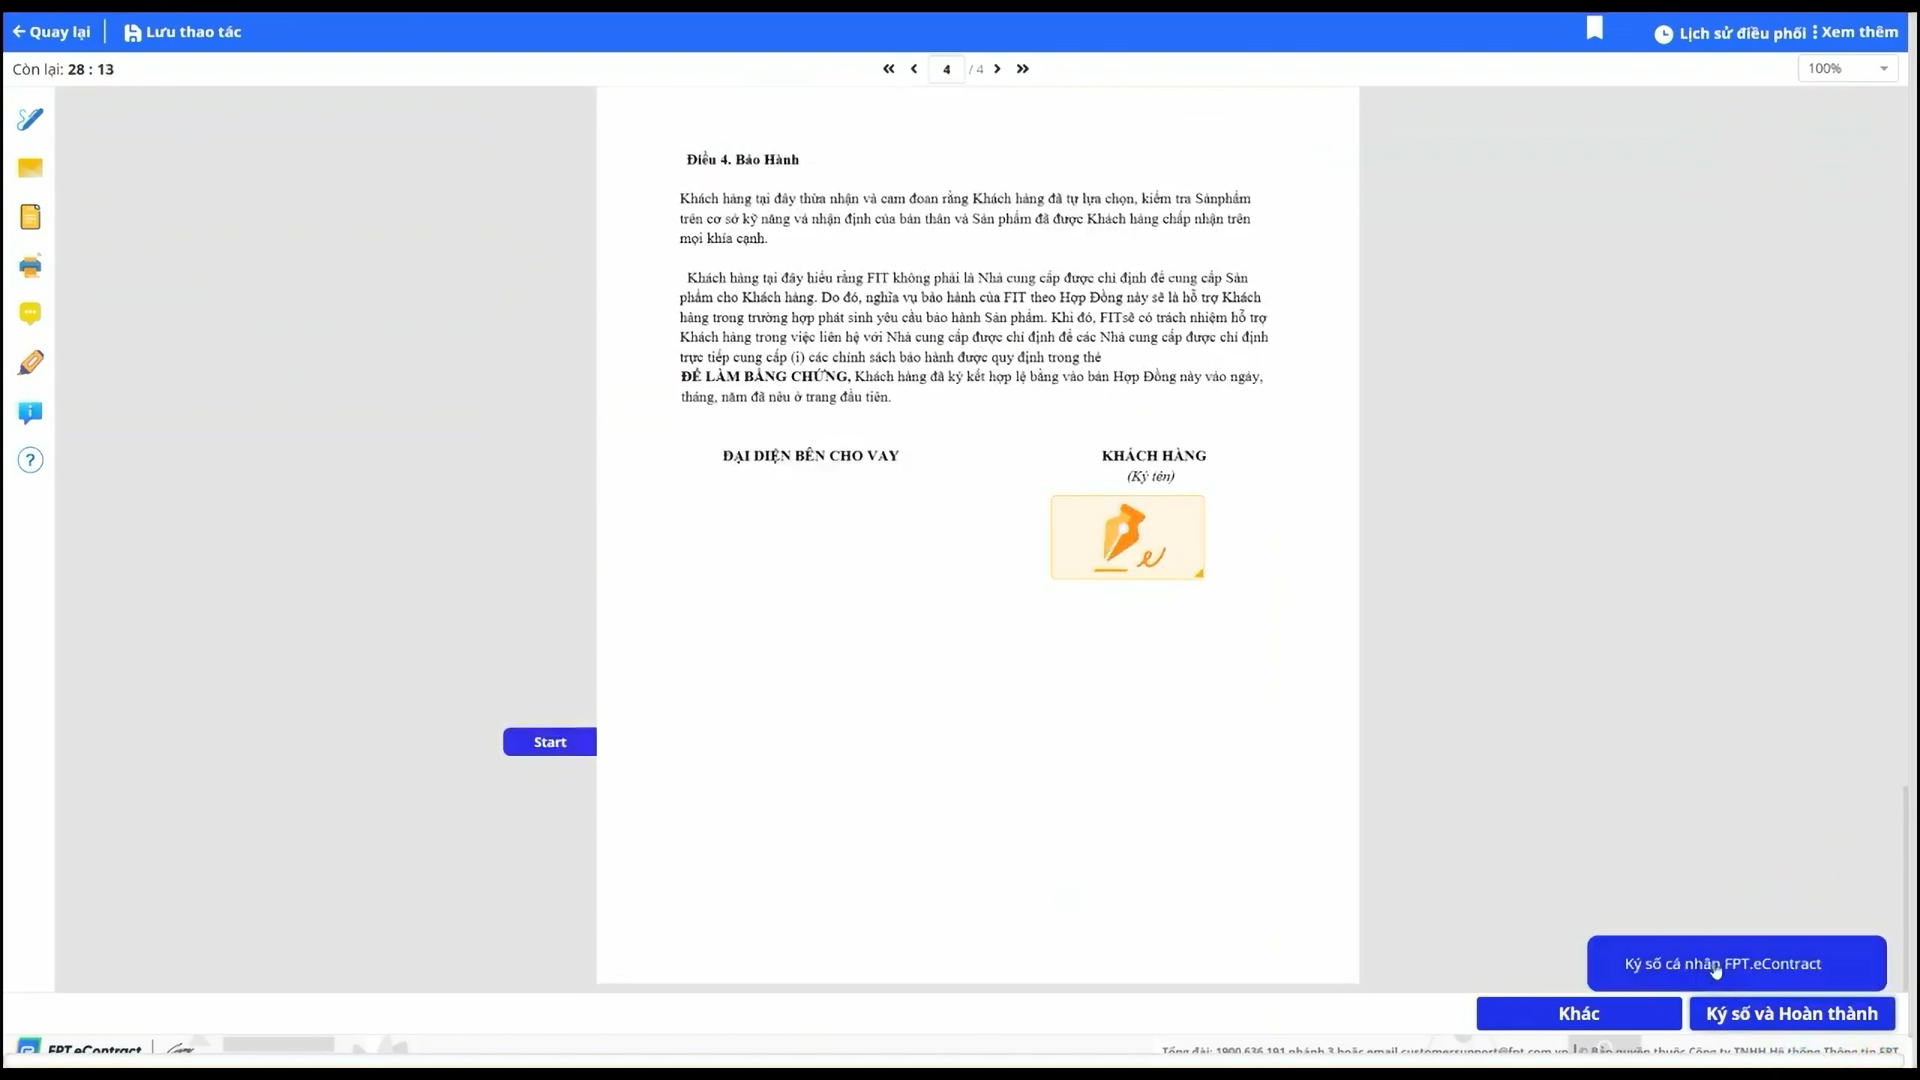 Quay lại
Lưu thao tác
Lịch sử điều phối
Xem thêm
Còn lại: 28 : 13
4 / 4
100%
Điều 4. Bảo Hành
Khách hàng tại đây thừa nhận và cam đoan rằng Khách hàng đã tự lựa chọn, kiểm tra Sảnphẩm
trên cơ sở kỹ năng và nhận định của bản thân và Sản phẩm đã được Khách hàng chấp nhận trên
mọi khía cạnh.
Khách hàng tại đây hiểu rằng FIT không phải là Nhà cung cấp được chỉ định để cung cấp Sản
phẩm cho Khách hàng. Do đó, nghĩa vụ bảo hành của FIT theo Hợp Đồng này sẽ là hỗ trợ Khách
hàng trong trường hợp phát sinh yêu cầu bảo hành Sản phẩm. Khi đó, FITsẽ có trách nhiệm hỗ trợ
Khách hàng trong việc liên hệ với Nhà cung cấp được chỉ định để các Nhà cung cấp được chỉ định
trực tiếp cung cấp (i) các chính sách bảo hành được quy định trong thẻ
ĐỂ LÀM BẰNG CHỨNG, Khách hàng đã ký kết hợp lệ bằng vào bản Hợp Đồng này vào ngày,
tháng, năm đã nêu ở trang đầu tiên.
ĐẠI DIỆN BÊN CHO VAY
KHÁCH HÀNG
(Ký tên)
Start
Ký số cá nhân FPT.eContract
Khác
Ký số và Hoàn thành
FPT.eContract
Tổng đài: 1900 636 191 nhánh 3 hoặc email customersupport@fpt.com.vn | © Bản quyền thuộc Công ty TNHH Hệ thống Thông tin FPT